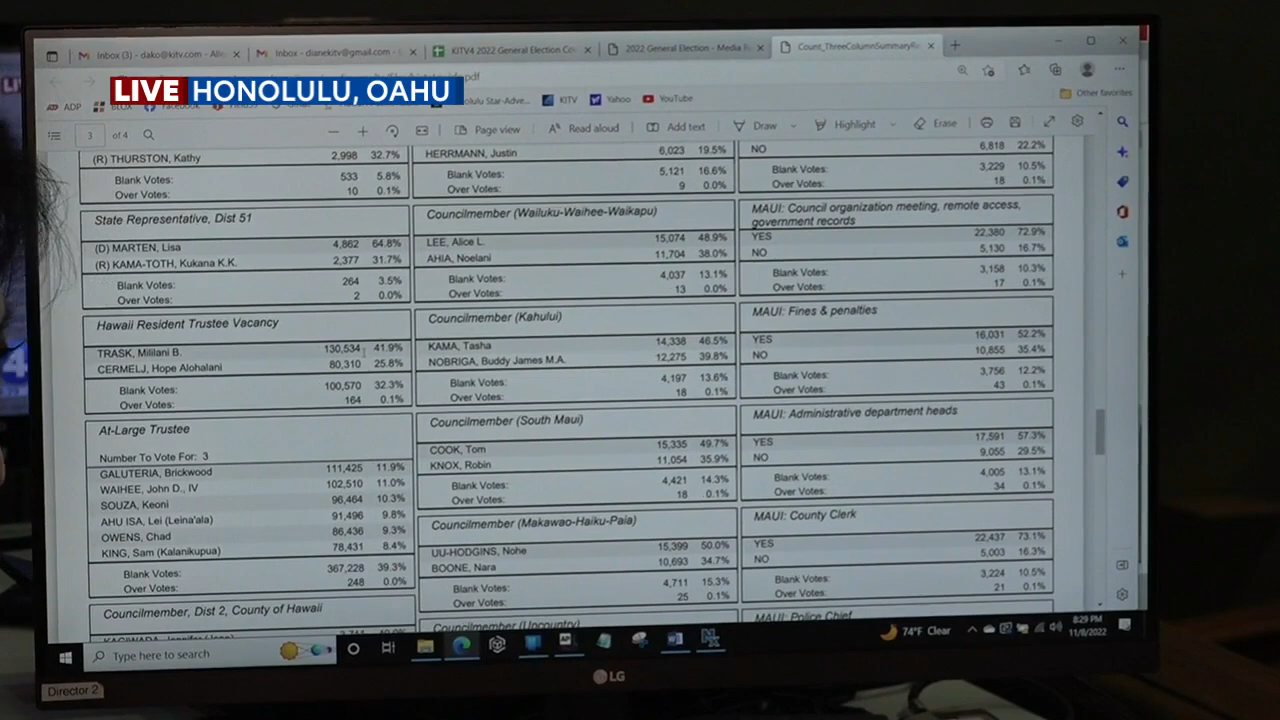 Inbox (3) - dako@kitv.com - Alle
Inbox - dianekitv@gmail.com -
KITV4 2022 General Election Ce
2022 General Election - Media R
Count_ThreeColumnSummaryRe
pdf
LIVE HONOLULU, OAHU
ADP
BLOX
Facebook
olulu Star-Adve...
KITV
Yahoo
YouTube
Other favorites
3 of 4
Page view
Read aloud
Add text
Draw
Highlight
Erase
(R) THURSTON, Kathy 2,998 32.7%
Blank Votes: 533 5.8%
Over Votes: 10 0.1%
State Representative, Dist 51
(D) MARTEN, Lisa 4,862 64.8%
(R) KAMA-TOTH, Kukana K.K. 2,377 31.7%
Blank Votes: 264 3.5%
Over Votes: 2 0.0%
Hawaii Resident Trustee Vacancy
TRASK, Mililani B. 130,534 41.9%
CERMELJ, Hope Alohalani 80,310 25.8%
Blank Votes: 100,570 32.3%
Over Votes: 164 0.1%
At-Large Trustee
Number To Vote For: 3
GALUTERIA, Brickwood 111,425 11.9%
WAIHEE, John D., IV 102,510 11.0%
SOUZA, Keoni 96,464 10.3%
AHU ISA, Lei (Leina'ala) 91,496 9.8%
OWENS, Chad 86,436 9.3%
KING, Sam (Kalanikupua) 78,431 8.4%
Blank Votes: 367,228 39.3%
Over Votes: 248 0.0%
Councilmember, Dist 2, County of Hawaii
HERRMANN, Justin 6,023 19.5%
Blank Votes: 5,121 16.6%
Over Votes: 9 0.0%
Councilmember (Wailuku-Waihee-Waikapu)
LEE, Alice L. 15,074 48.9%
AHIA, Noelani 11,704 38.0%
Blank Votes: 4,037 13.1%
Over Votes: 13 0.0%
Councilmember (Kahului)
KAMA, Tasha 14,338 46.5%
NOBRIGA, Buddy James M.A. 12,275 39.8%
Blank Votes: 4,197 13.6%
Over Votes: 18 0.1%
Councilmember (South Maui)
COOK, Tom 15,335 49.7%
KNOX, Robin 11,054 35.9%
Blank Votes: 4,421 14.3%
Over Votes: 18 0.1%
Councilmember (Makawao-Haiku-Paia)
UU-HODGINS, Nohe 15,399 50.0%
BOONE, Nara 10,693 34.7%
Blank Votes: 4,711 15.3%
Over Votes: 25 0.1%
Councilmember (Upcountry)
NO 6,818 22.2%
Blank Votes: 3,229 10.5%
Over Votes: 18 0.1%
MAUI: Council organization meeting, remote access,
government records
YES 22,380 72.9%
NO 5,130 16.7%
Blank Votes: 3,158 10.3%
Over Votes: 17 0.1%
MAUI: Fines & penalties
YES 16,031 52.2%
NO 10,855 35.4%
Blank Votes: 3,756 12.2%
Over Votes: 43 0.1%
MAUI: Administrative department heads
YES 17,591 57.3%
NO 9,055 29.5%
Blank Votes: 4,005 13.1%
Over Votes: 34 0.1%
MAUI: County Clerk
YES 22,437 73.1%
NO 5,003 16.3%
Blank Votes: 3,224 10.5%
Over Votes: 21 0.1%
MAUI: Police Chief
Type here to search
74°F Clear
8:29 PM
11/8/2022
LG
Director 2